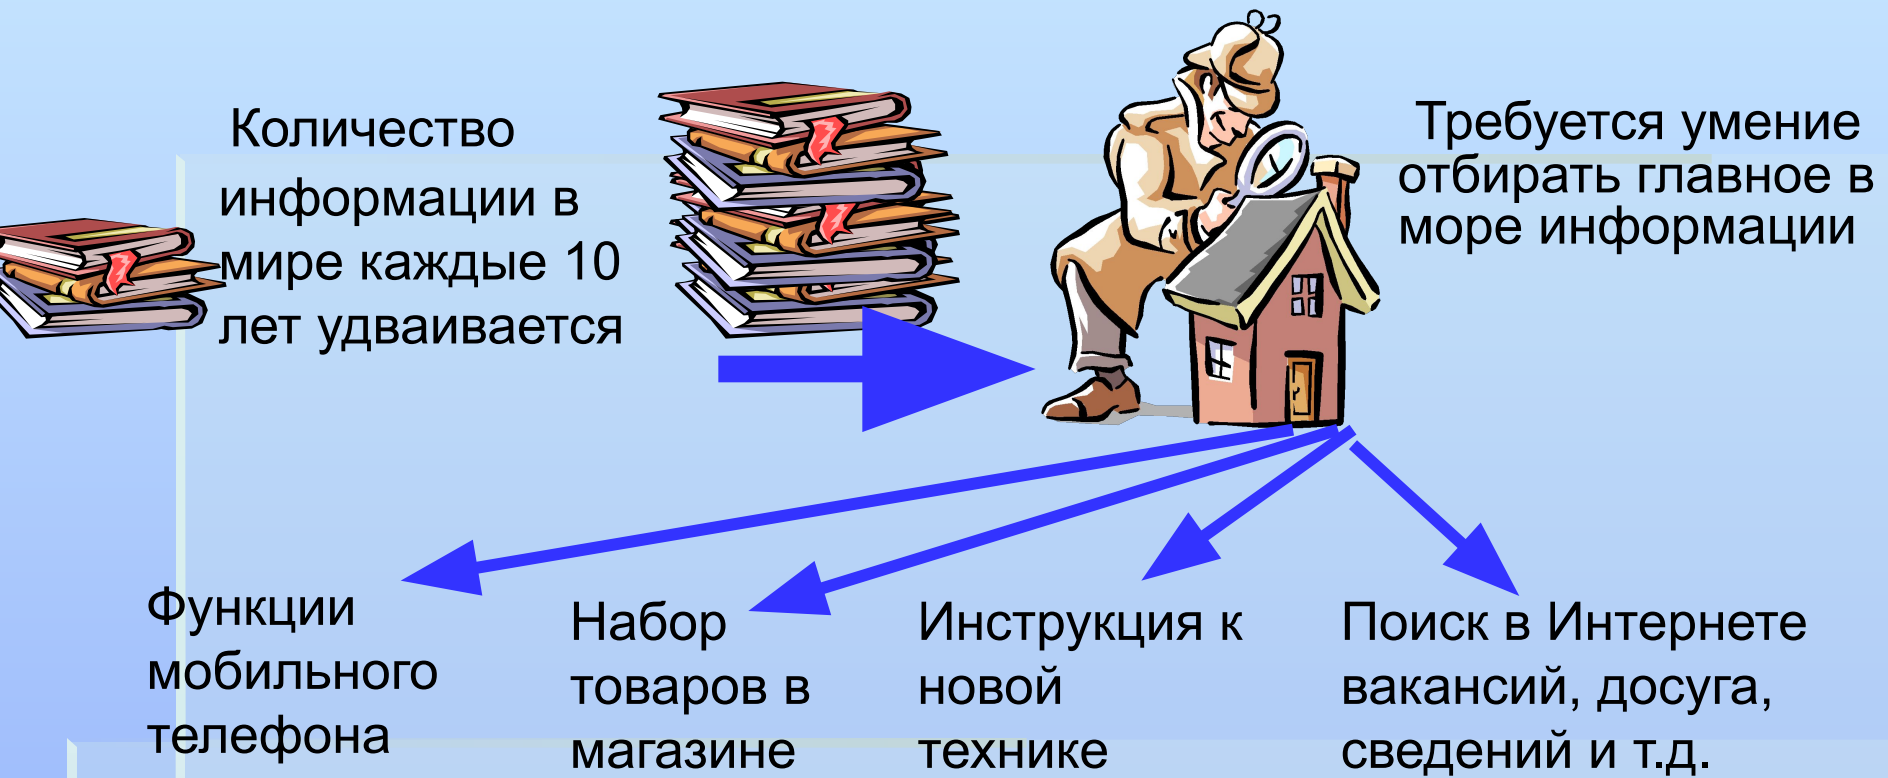 Количество
информации в
мире каждые 10
лет удваивается
Требуется умение
отбирать главное в
море информации
Функции
мобильного
телефона
Набор
товаров в
магазине
Инструкция к
новой
технике
Поиск в Интернете
вакансий, досуга,
сведений и т.д.